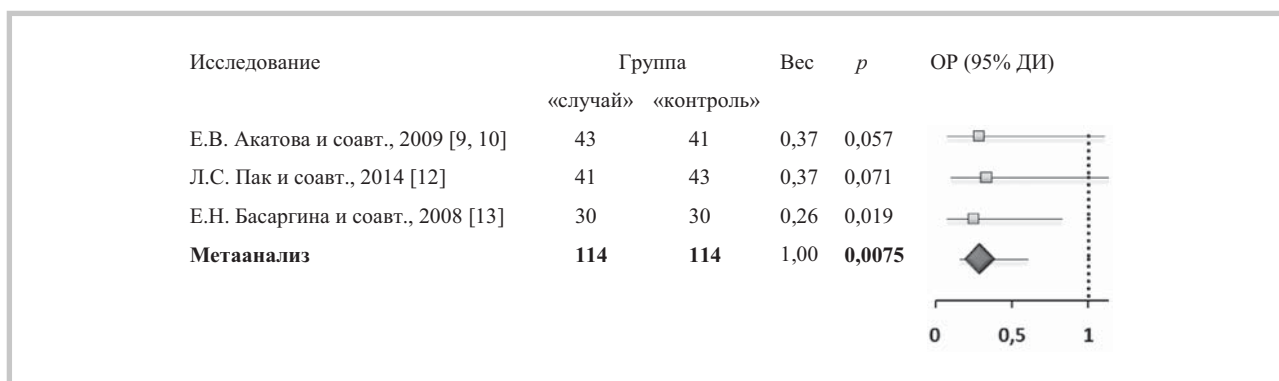 Исследование Группа Вес p ОР (95% ДИ)
«случай» «контроль»
Е.В. Акатова и соавт., 2009 [9, 10] 43 41 0,37 0,057
Л.С. Пак и соавт., 2014 [12] 41 43 0,37 0,071
Е.Н. Басаргина и соавт., 2008 [13] 30 30 0,26 0,019
Метаанализ 114 114 1,00 0,0075
0 0,5 1